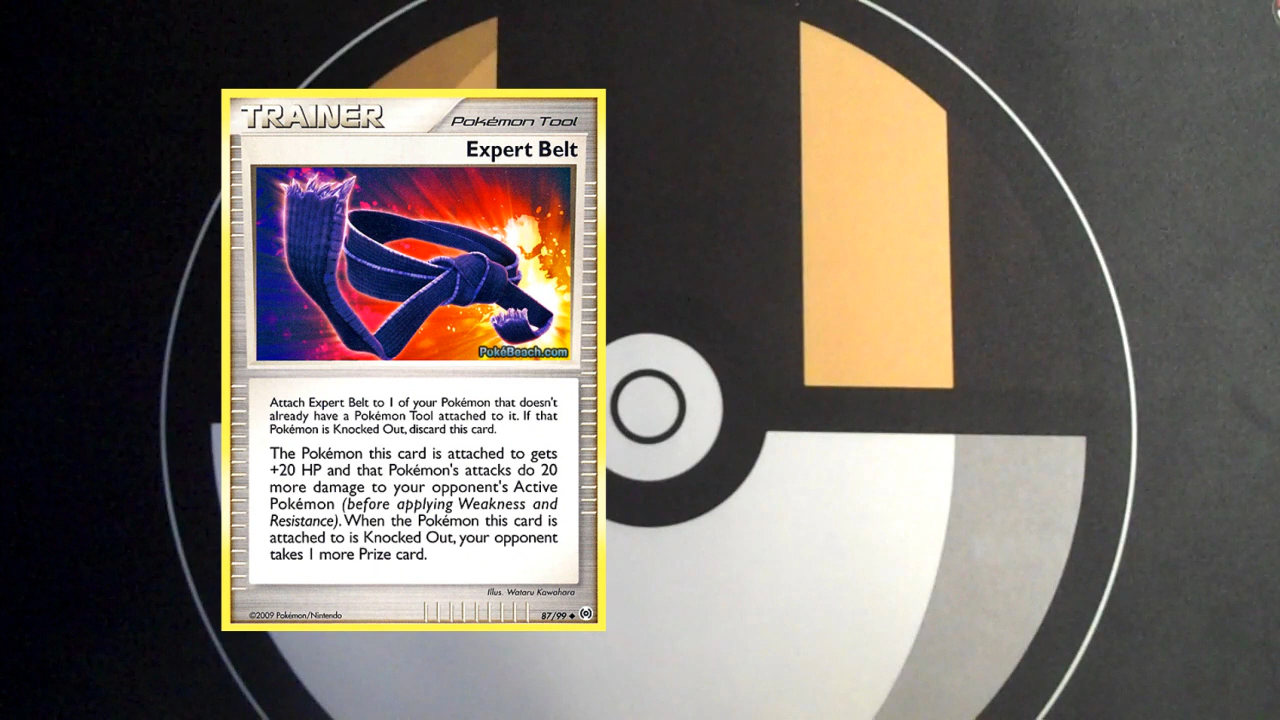 TRAINER
Pokémon Tool
Expert Belt
PokéBeach.com
Attach Expert Belt to 1 of your Pokémon that doesn't
already have a Pokémon Tool attached to it. If that
Pokémon is Knocked Out, discard this card.
The Pokémon this card is attached to gets
+20 HP and that Pokémon's attacks do 20
more damage to your opponent's Active
Pokémon (before applying Weakness and
Resistance). When the Pokémon this card is
attached to is Knocked Out, your opponent
takes 1 more Prize card.
Illus. Wataru Kawahara
©2009 Pokémon/Nintendo
87/99